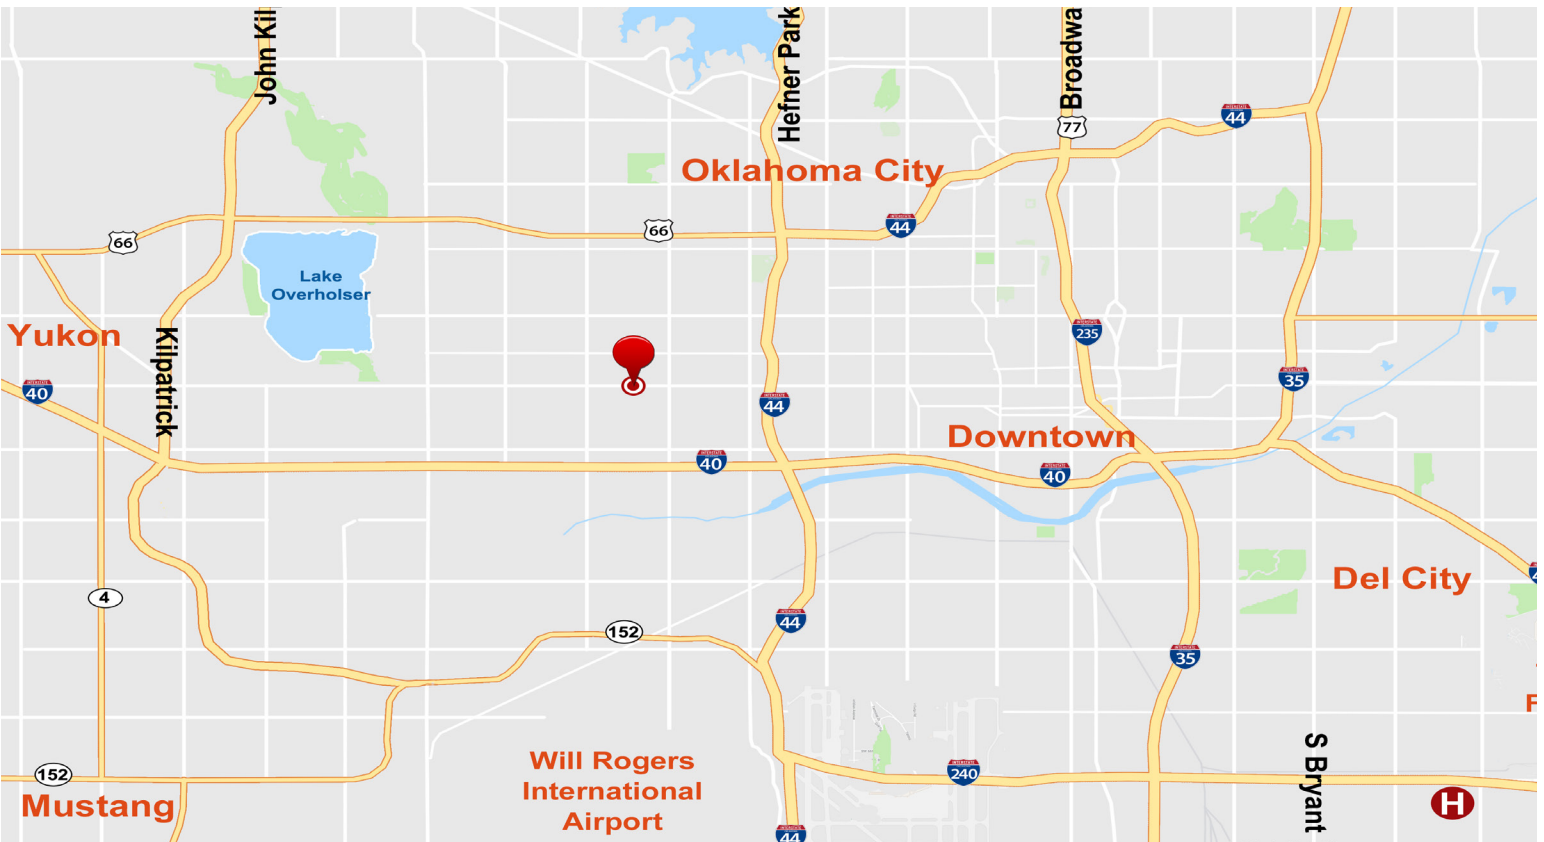 John Kil
Hefner Park
Broadwa
77
44
Oklahoma City
66
66
44
Lake
Overholser
Yukon
Kilpatrick
235
40
35
44
Downtown
40
40
4
Del City
44
152
35
Will Rogers
International
Airport
S Bryant
240
152
Mustang
H
44